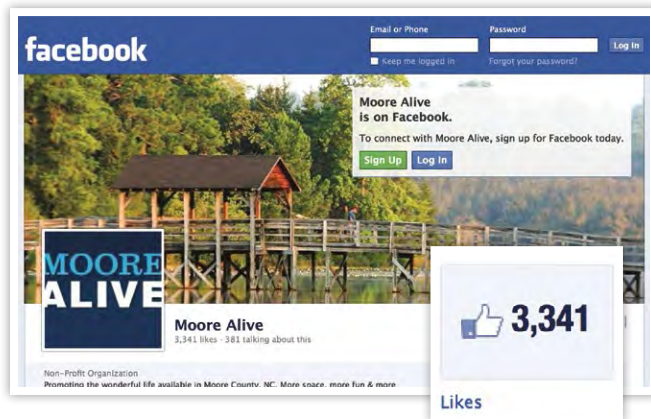 Email or Phone
Password
facebook
Log In
Keep me logged in
Forgot your password?
Moore Alive
is on Facebook.
To connect with Moore Alive, sign up for Facebook today.
Sign Up
Log In
MOORE
ALIVE
Moore Alive
3,341 likes · 381 talking about this
3,341
Likes
Non-Profit Organization
Promoting the wonderful life available in Moore County, NC. More space, more fun & more